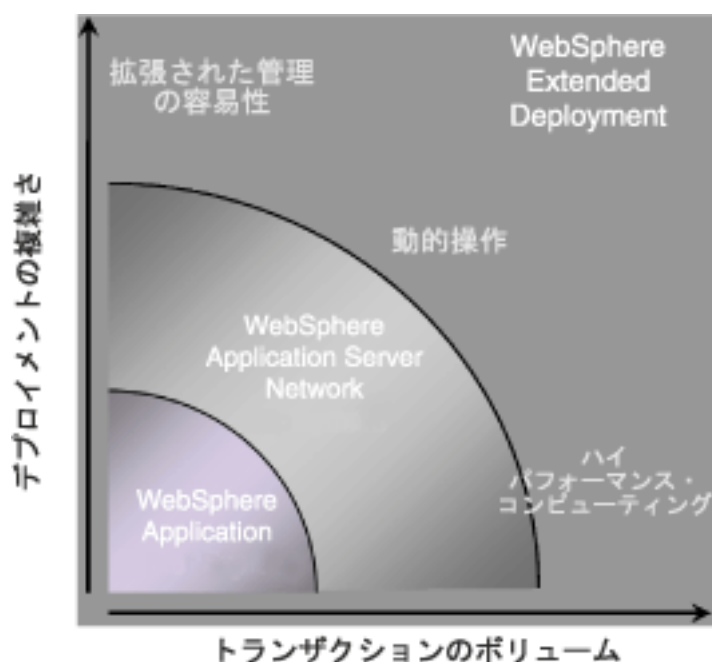 拡張された管理
の容易性
WebSphere
Extended
Deployment
動的操作
WebSphere
Application Server
Network
ハイ
パフォーマンス・
コンピューティング
WebSphere
Application
デプロイメントの複雑さ
トランザクションのボリューム